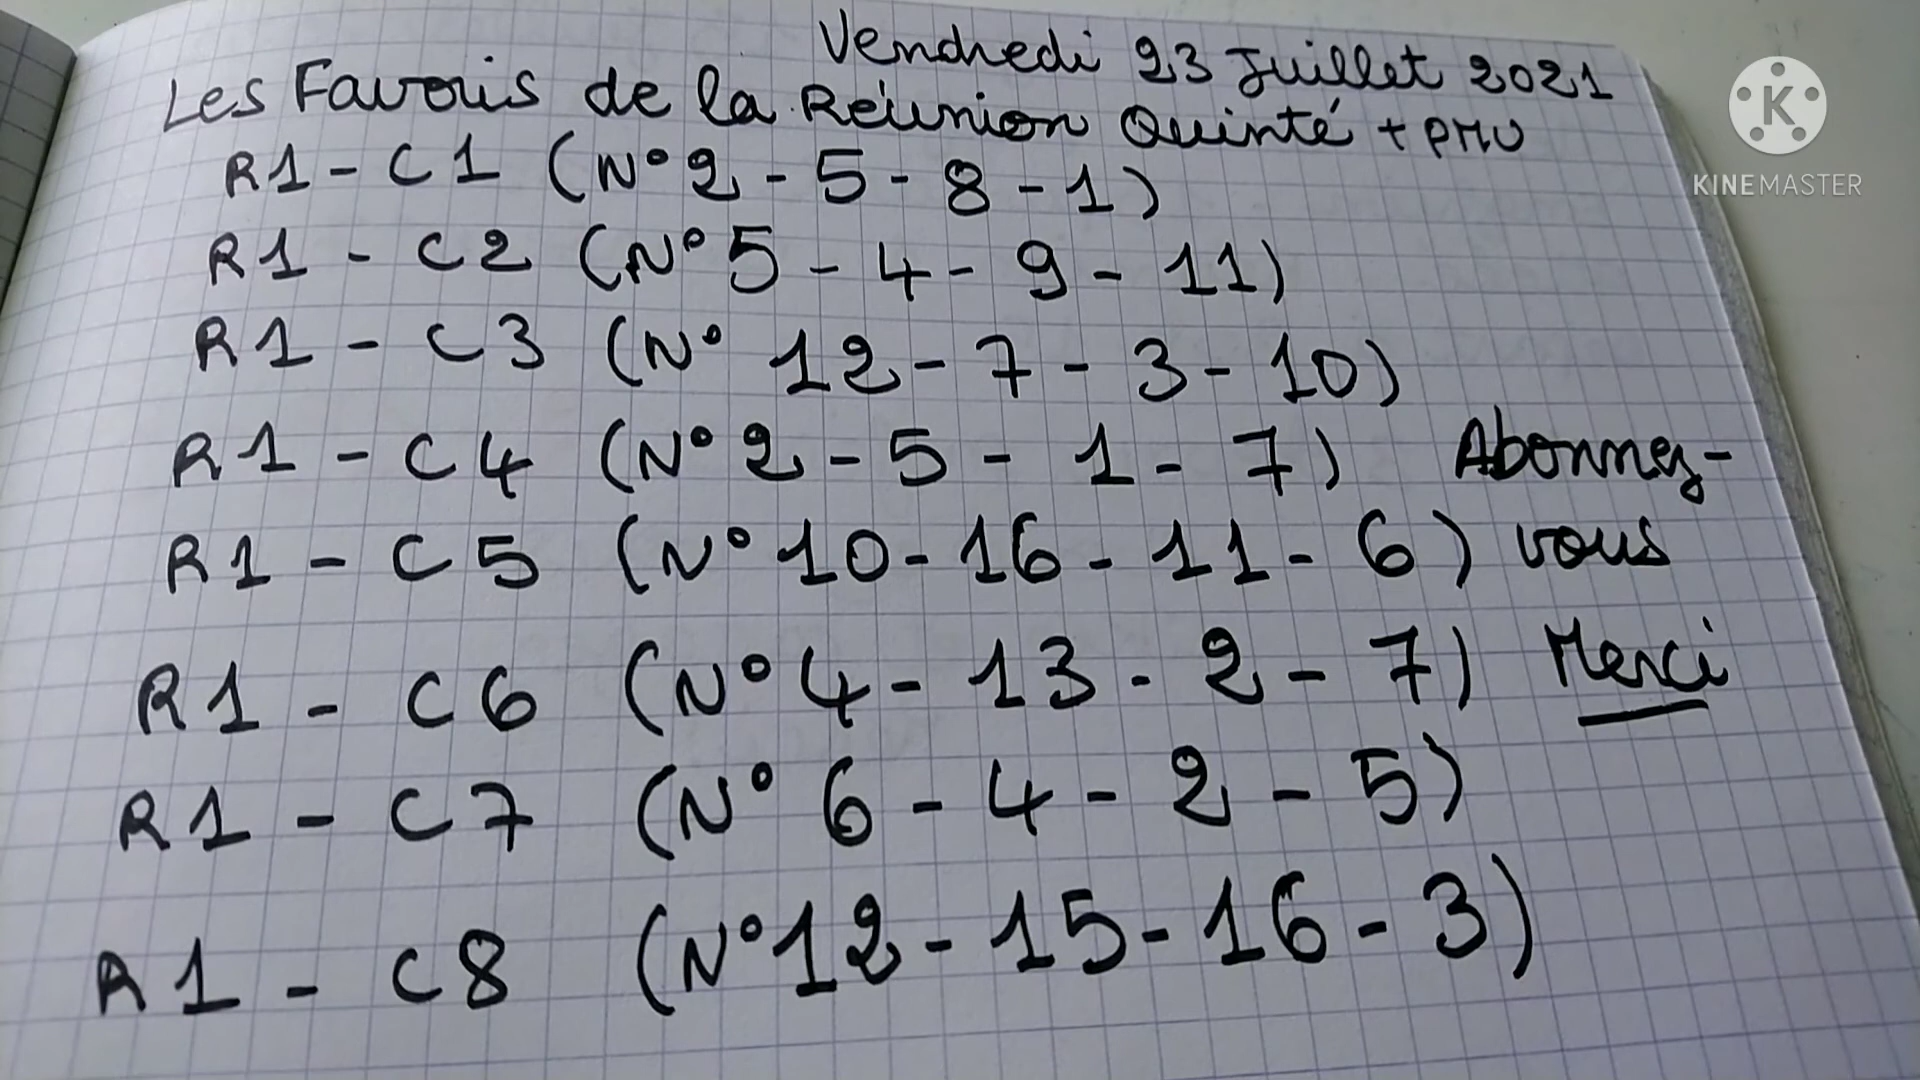 Vendredi 23 Juillet 2021
Les Favoris de la Réunion Quinté + PMU
R1 - C1 (N° 2 - 5 - 8 - 1)
R1 - C2 (N° 5 - 4 - 9 - 11)
R1 - C3 (N° 12 - 7 - 3 - 10)
R1 - C4 (N° 2 - 5 - 1 - 7) Abonnez-
R1 - C5 (N° 10 - 16 - 11 - 6) vous
R1 - C6 (N° 4 - 13 - 2 - 7) Merci
R1 - C7 (N° 6 - 4 - 2 - 5)
R1 - C8 (N° 12 - 15 - 16 - 3)
K
KINEMASTER